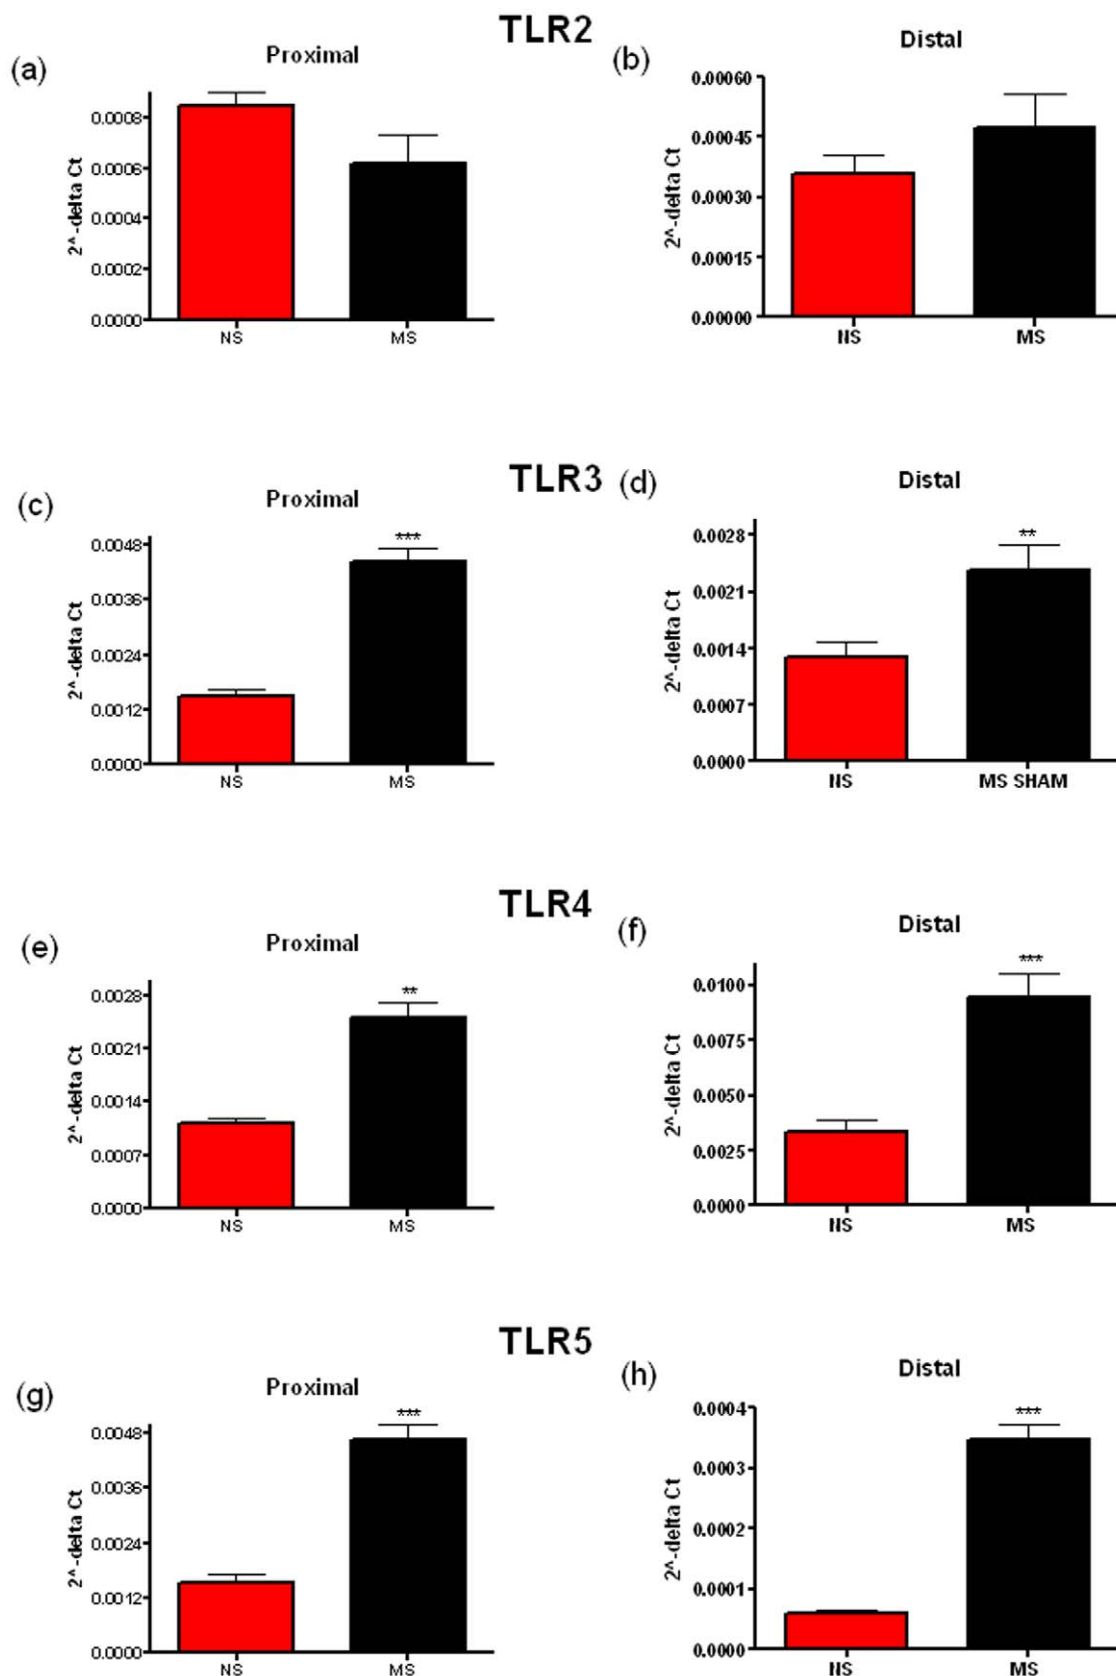 TLR2
(a)
Proximal
2^-delta Ct
0.0008
0.0006
0.0004
0.0002
0.0000
NS
MS
(b)
Distal
2^-delta Ct
0.00060
0.00045
0.00030
0.00015
0.00000
NS
MS
TLR3
(c)
Proximal
2^-delta Ct
0.0048
0.0036
0.0024
0.0012
0.0000
***
NS
MS
(d)
Distal
2^-delta Ct
0.0028
0.0021
0.0014
0.0007
0.0000
**
NS
MS SHAM
TLR4
(e)
Proximal
2^-delta Ct
0.0028
0.0021
0.0014
0.0007
0.0000
**
NS
MS
(f)
Distal
2^-delta Ct
0.0100
0.0075
0.0050
0.0025
0.0000
***
NS
MS
TLR5
(g)
Proximal
2^-delta Ct
0.0048
0.0036
0.0024
0.0012
0.0000
***
NS
MS
(h)
Distal
2^-delta Ct
0.0004
0.0003
0.0002
0.0001
0.0000
***
NS
MS